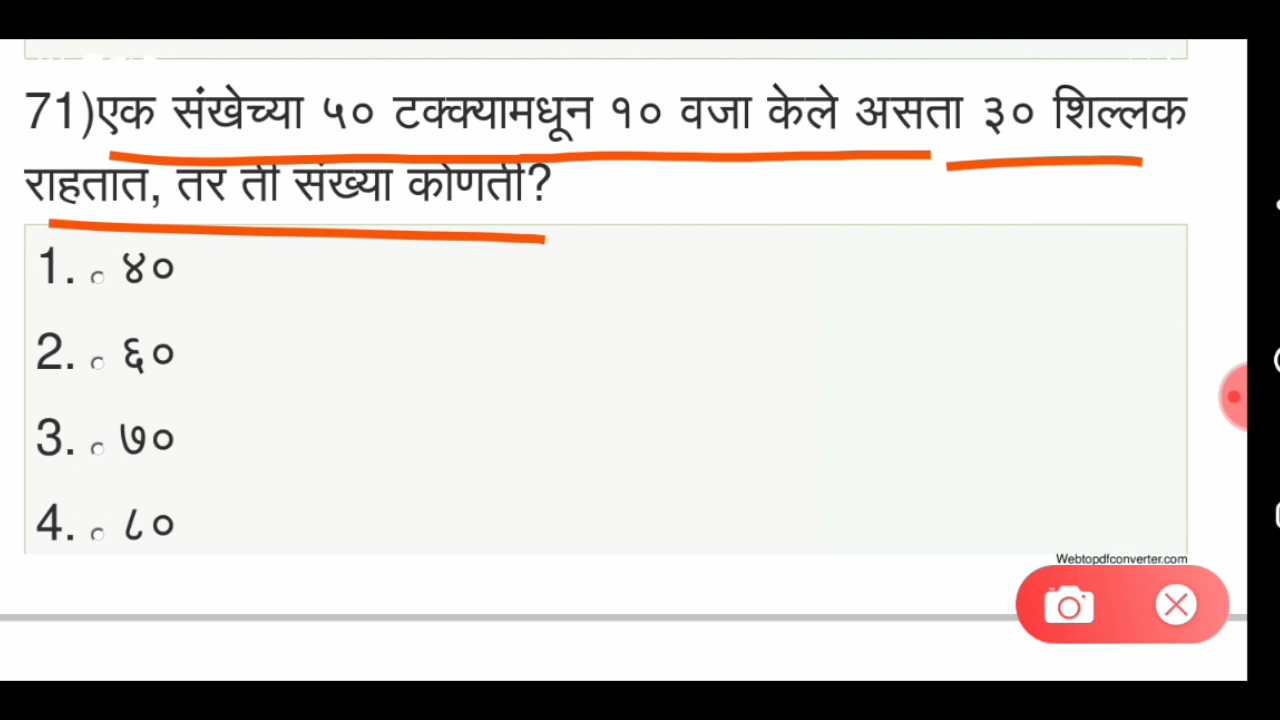 71)एक संखेच्या ५० टक्क्यामधून १० वजा केले असता ३० शिल्लक
राहतात, तर ती संख्या कोणती?
1. ४०
2. ६०
3. ७०
4. ८०
Webtopdfconverter.com